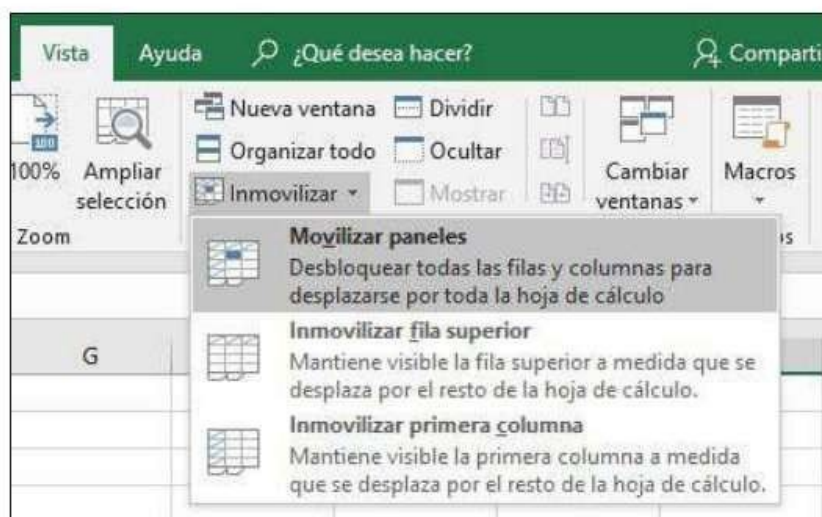 Vista Ayuda ¿Qué desea hacer? Comparti
Nueva ventana Dividir
Organizar todo Ocultar
100% Ampliar selección Cambiar ventanas Macros
Inmovilizar Mostrar
Zoom
Movilizar paneles
Desbloquear todas las filas y columnas para
desplazarse por toda la hoja de cálculo
Inmovilizar fila superior
Mantiene visible la fila superior a medida que se
desplaza por el resto de la hoja de cálculo.
Inmovilizar primera columna
Mantiene visible la primera columna a medida
que se desplaza por el resto de la hoja de cálculo.
G